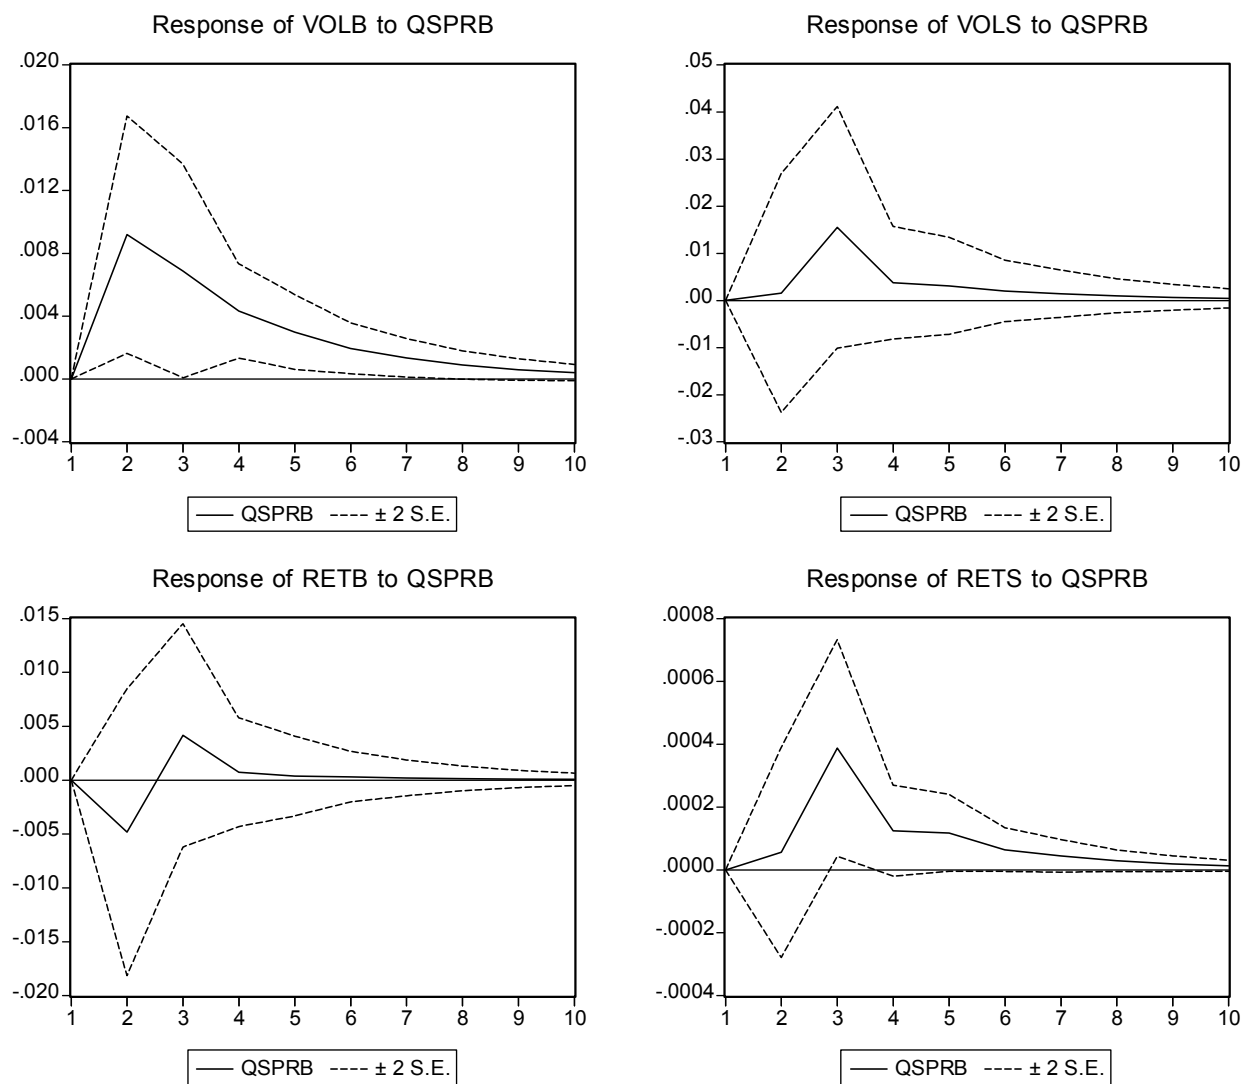 Response of VOLB to QSPRB
.020
.016
.012
.008
.004
.000
-.004
1 2 3 4 5 6 7 8 9 10
QSPRB ± 2 S.E.
Response of VOLS to QSPRB
.05
.04
.03
.02
.01
.00
-.01
-.02
-.03
1 2 3 4 5 6 7 8 9 10
QSPRB ± 2 S.E.
Response of RETB to QSPRB
.015
.010
.005
.000
-.005
-.010
-.015
-.020
1 2 3 4 5 6 7 8 9 10
QSPRB ± 2 S.E.
Response of RETS to QSPRB
.0008
.0006
.0004
.0002
.0000
-.0002
-.0004
1 2 3 4 5 6 7 8 9 10
QSPRB ± 2 S.E.